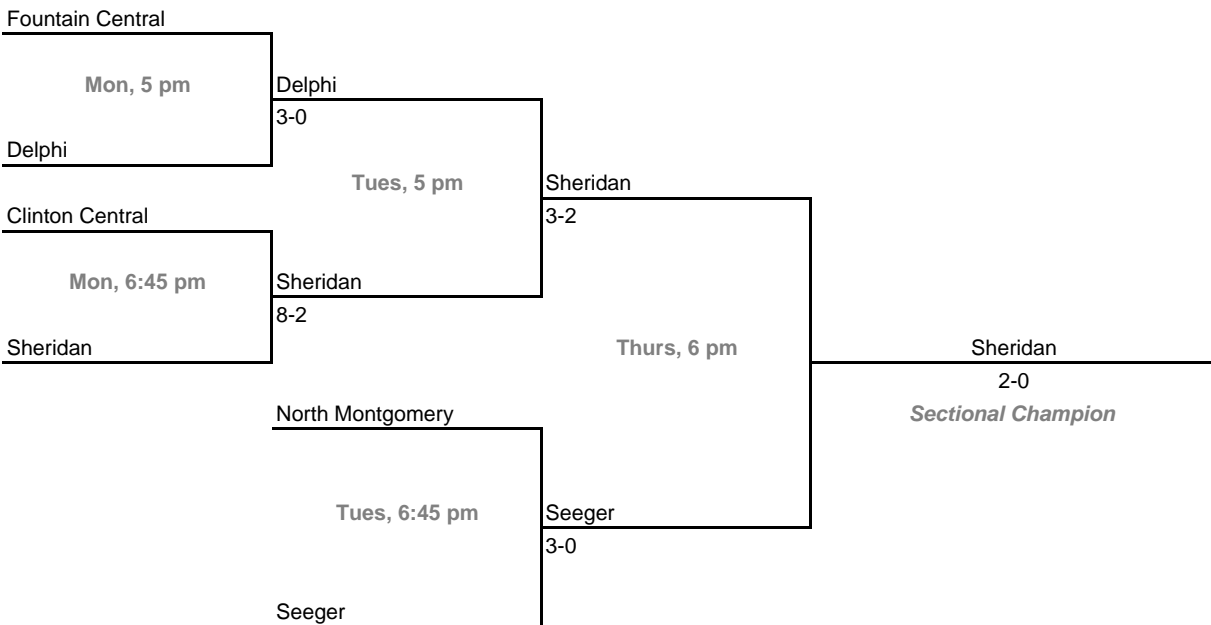 Fountain Central
Mon, 5 pm
Delphi
3-0
Delphi
Tues, 5 pm
Sheridan
3-2
Clinton Central
Mon, 6:45 pm
Sheridan
8-2
Sheridan
Thurs, 6 pm
Sheridan
2-0
North Montgomery
Sectional Champion
Tues, 6:45 pm
Seeger
3-0
Seeger